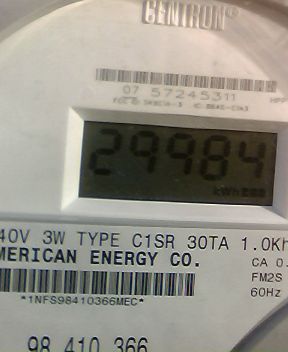 CENTRON®
07 57245311
29984
kWh
40V 3W TYPE C1SR 30TA 1.0Kh
MERICAN ENERGY CO.
CA 0.
FM2S
60Hz
*1NFS98410366MEC*
98 410 366